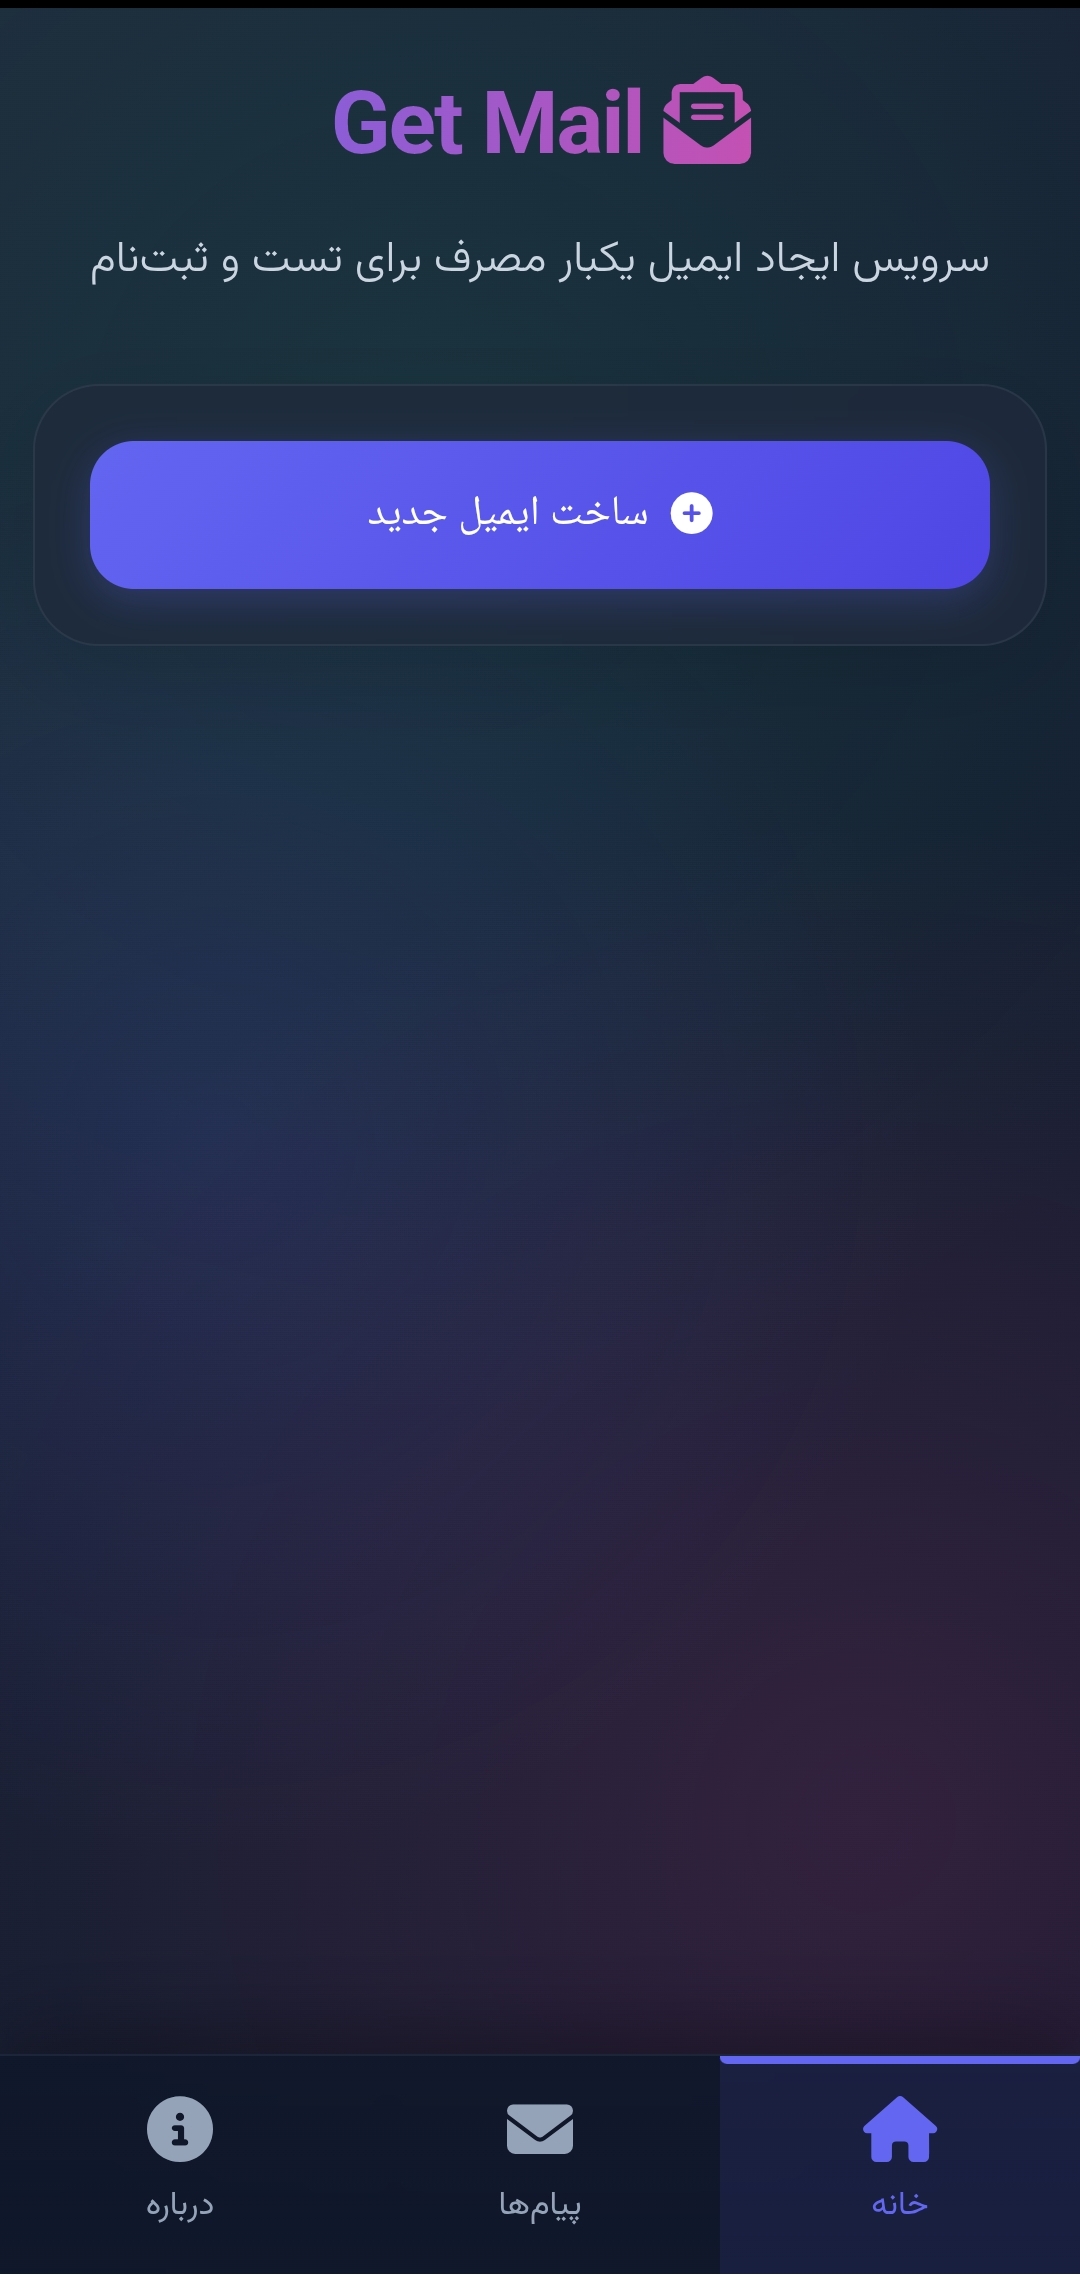 Get Mail
سرویس ایجاد ایمیل یکبار مصرف برای تست و ثبت‌نام
ساخت ایمیل جدید
خانه
پیام‌ها
درباره